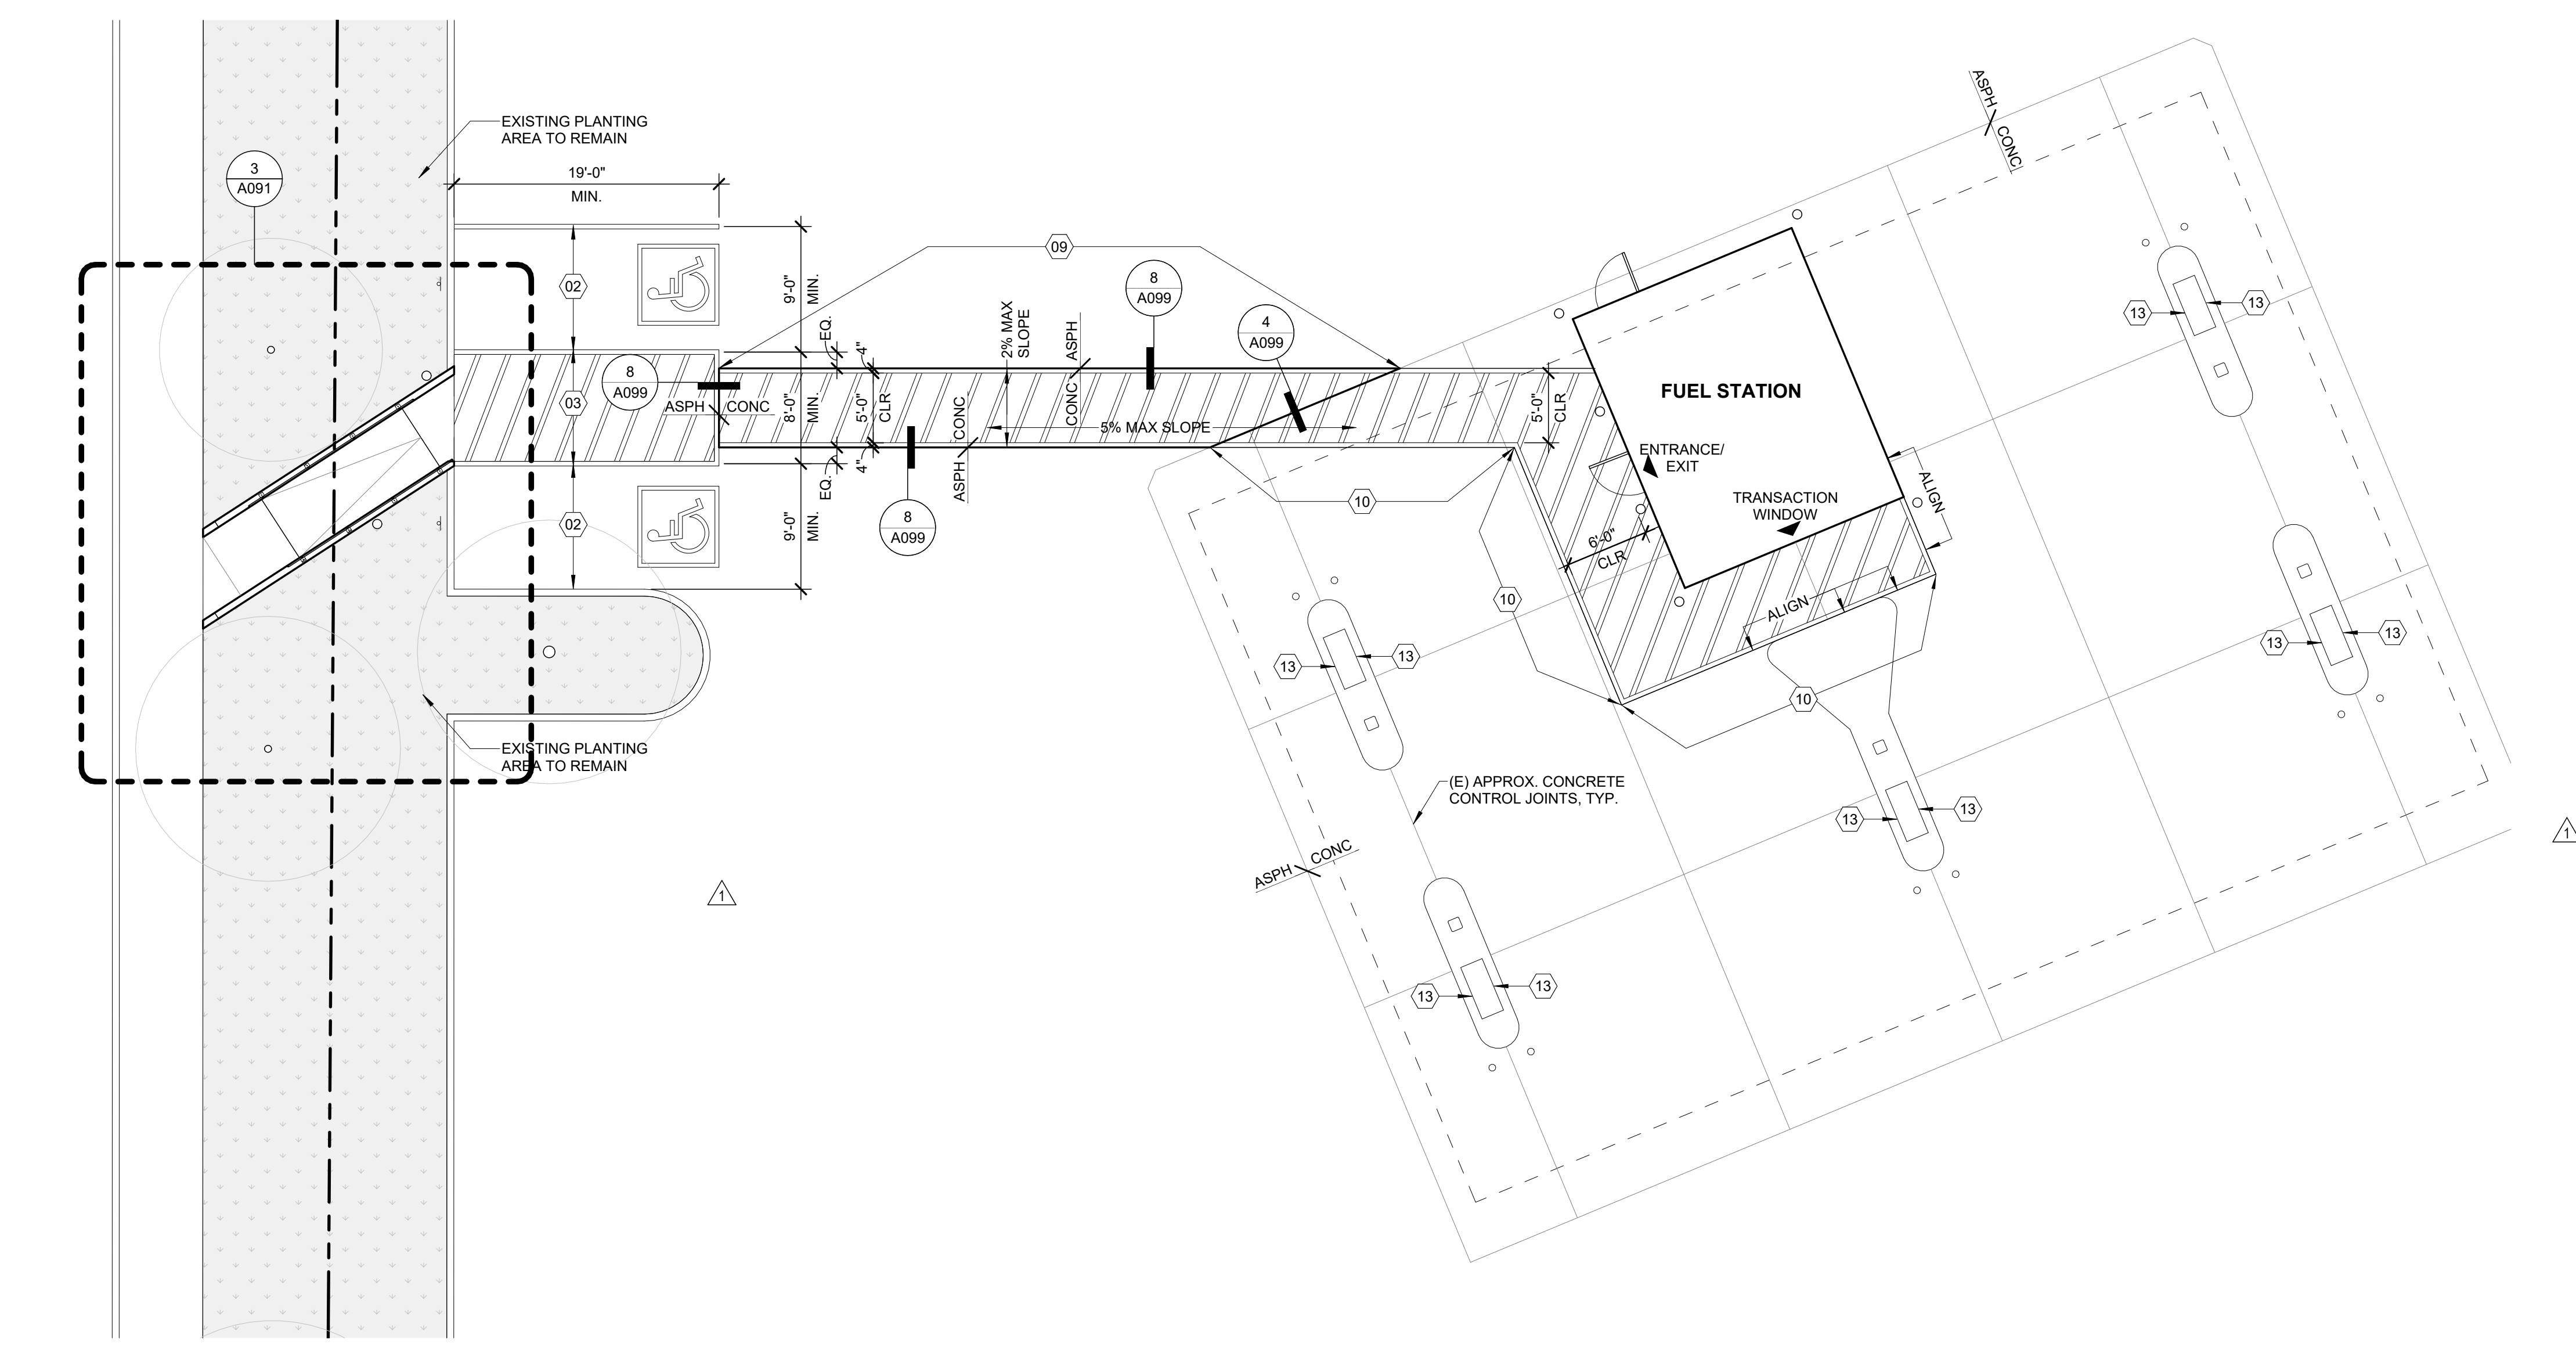 EXISTING PLANTING
AREA TO REMAIN
3
A091
19'-0"
MIN.
02
9'-0"
MIN.
09
EQ.
4"
2% MAX
SLOPE
ASPH
CONC
8
A099
4
A099
8
A099
ASPH
CONC
03
8'-0"
MIN.
5'-0"
CLR
ASPH
CONC
5% MAX SLOPE
5'-0"
CLR
EQ.
4"
8
A099
02
9'-0"
MIN.
10
FUEL STATION
ENTRANCE/
EXIT
TRANSACTION
WINDOW
ALIGN
6'-0"
CLR
ALIGN
10
10
ASPH
CONC
13
13
13
13
13
13
13
13
13
13
EXISTING PLANTING
AREA TO REMAIN
(E) APPROX. CONCRETE
CONTROL JOINTS, TYP.
ASPH
CONC
1
1